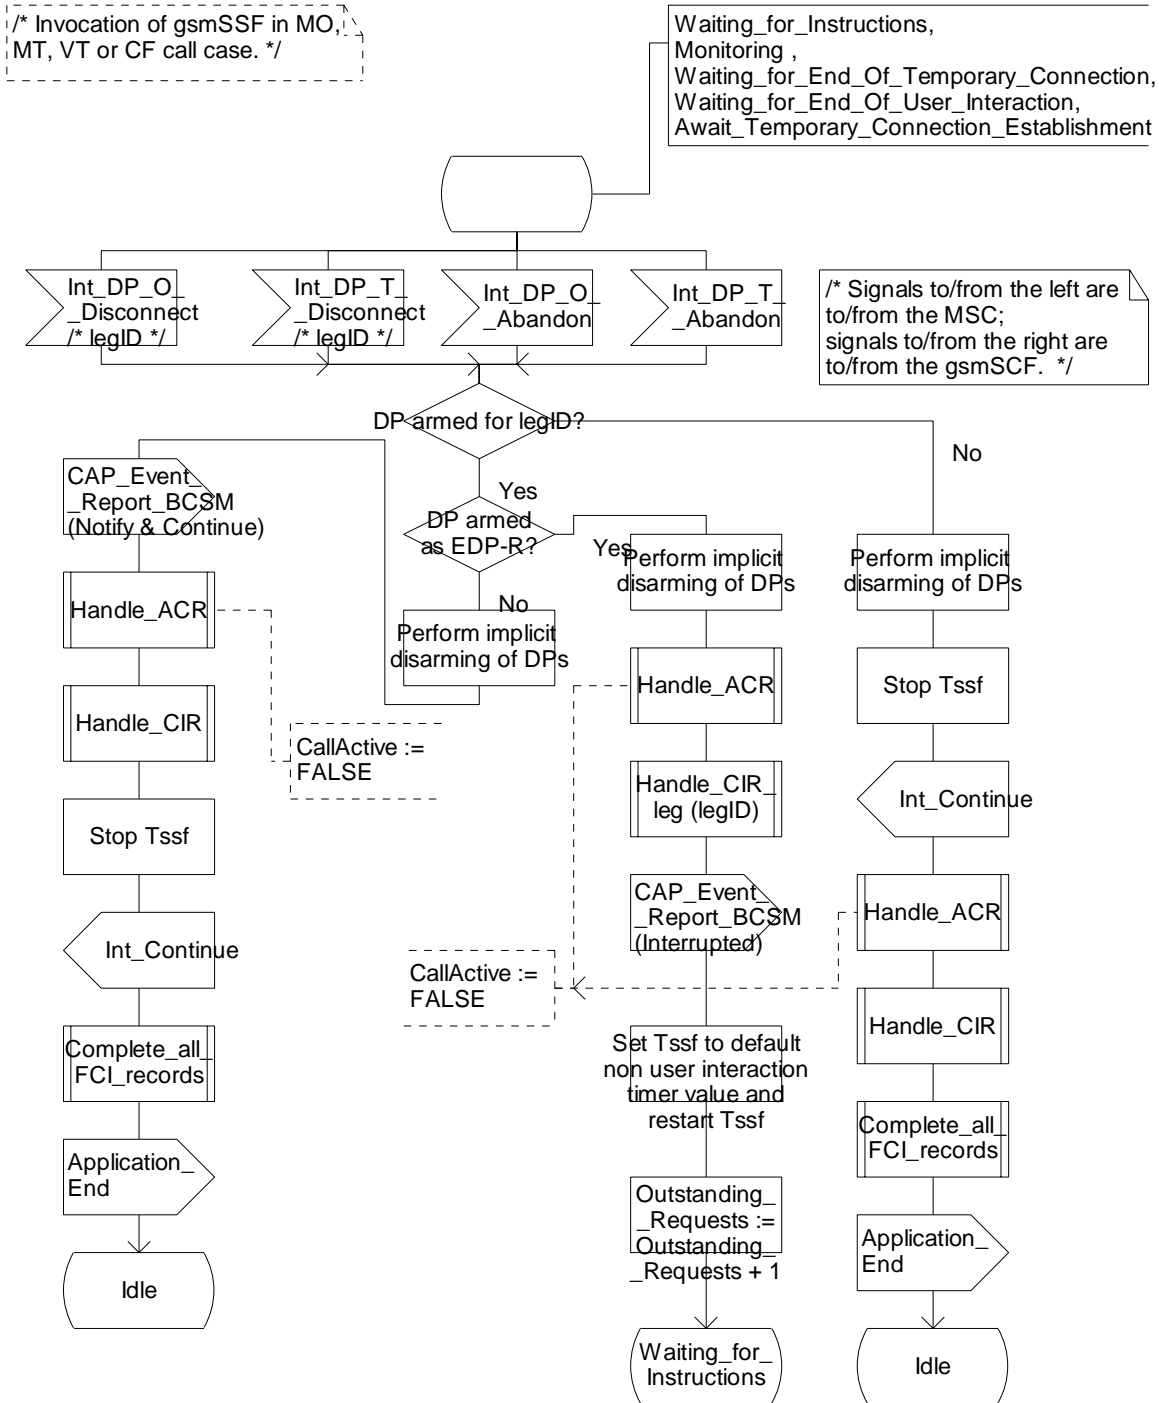 /* Invocation of gsmSSF in MO,
MT, VT or CF call case. */
Waiting_for_Instructions,
Monitoring ,
Waiting_for_End_Of_Temporary_Connection,
Waiting_for_End_Of_User_Interaction,
Await_Temporary_Connection_Establishment
Int_DP_O_
_Disconnect
/* legID */
Int_DP_T_
_Disconnect
/* legID */
Int_DP_O_
_Abandon
Int_DP_T_
_Abandon
/* Signals to/from the left are
to/from the MSC;
signals to/from the right are
to/from the gsmSCF. */
DP armed for legID?
No
Yes
DP armed
as EDP-R?
Yes
No
Perform implicit
disarming of DPs
CAP_Event_
_Report_BCSM
(Notify & Continue)
Handle_ACR
CallActive :=
FALSE
Handle_CIR
Stop Tssf
Int_Continue
Complete_all_
FCI_records
Application_
End
Idle
Perform implicit
disarming of DPs
Handle_ACR
Handle_CIR_
leg (legID)
CAP_Event_
_Report_BCSM
(Interrupted)
CallActive :=
FALSE
Set Tssf to default
non user interaction
timer value and
restart Tssf
Outstanding_
_Requests :=
Outstanding_
_Requests + 1
Waiting_for_
Instructions
Perform implicit
disarming of DPs
Stop Tssf
Int_Continue
Handle_ACR
Handle_CIR
Complete_all_
FCI_records
Application_
End
Idle